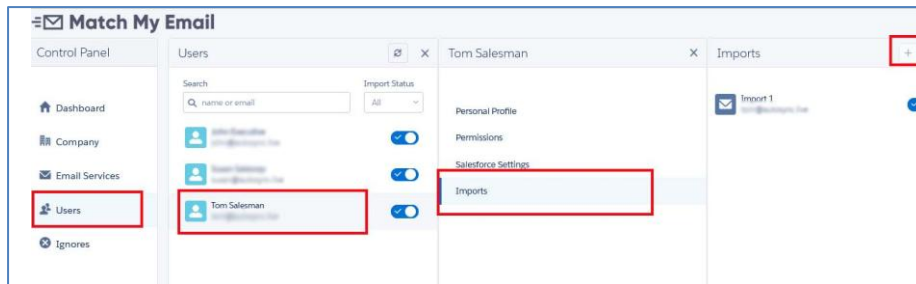 Match My Email
Control Panel
Users
Tom Salesman
Imports
Search
Import Status
name or email
All
Dashboard
Company
Email Services
Users
Ignores
Tom Salesman
Personal Profile
Permissions
Salesforce Settings
Imports
Import 1